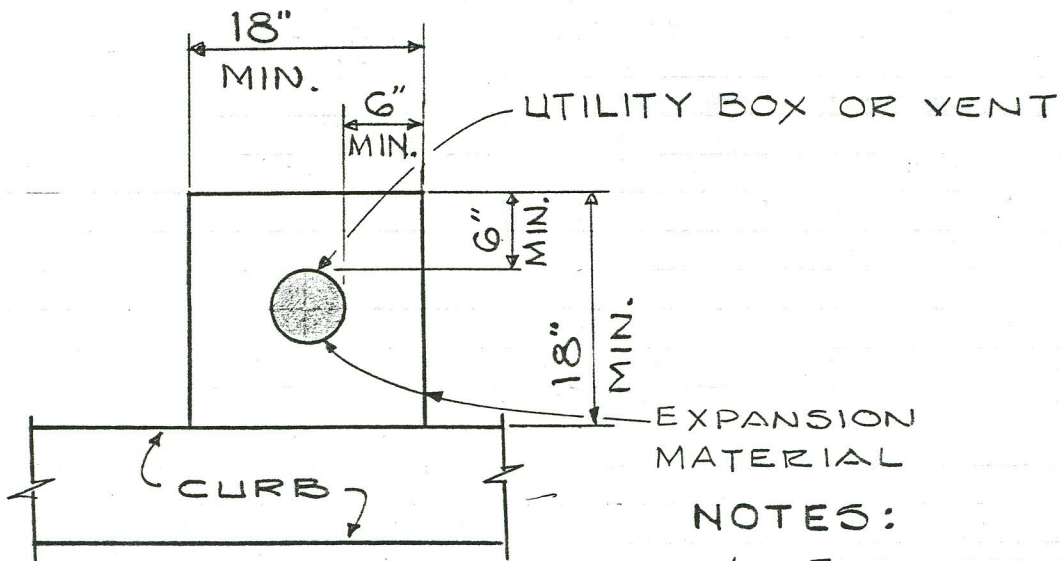 18"
MIN.
6"
MIN.
UTILITY BOX OR VENT
6"
MIN.
18"
MIN.
EXPANSION
MATERIAL
CURB
NOTES: